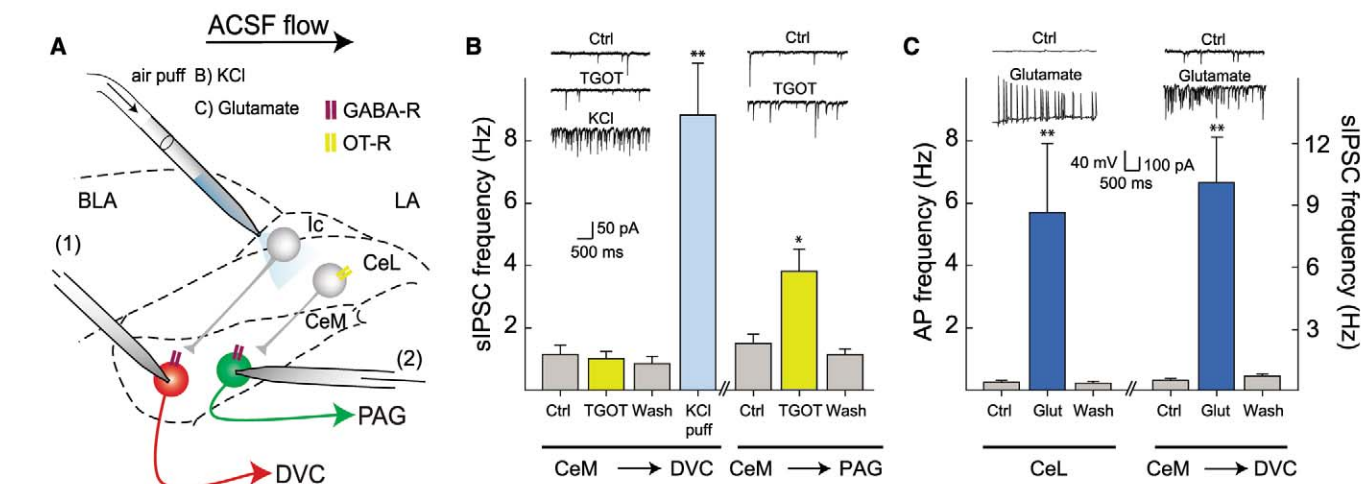 A
ACSF flow
air puff B) KCl
C) Glutamate
GABA-R
OT-R
BLA
LA
Ic
(1)
CeL
CeM
(2)
PAG
DVC
B
sIPSC frequency (Hz)
8
6
4
2
Ctrl
TGOT
KCl
50 pA
500 ms
**
Ctrl
TGOT
*
Ctrl TGOT Wash KCl puff
Ctrl TGOT Wash
CeM DVC
CeM PAG
C
AP frequency (Hz)
8
6
4
2
Ctrl
Glutamate
**
40 mV 100 pA
500 ms
Ctrl
Glutamate
**
12
9
6
3
sIPSC frequency (Hz)
Ctrl Glut Wash
Ctrl Glut Wash
CeL
CeM DVC